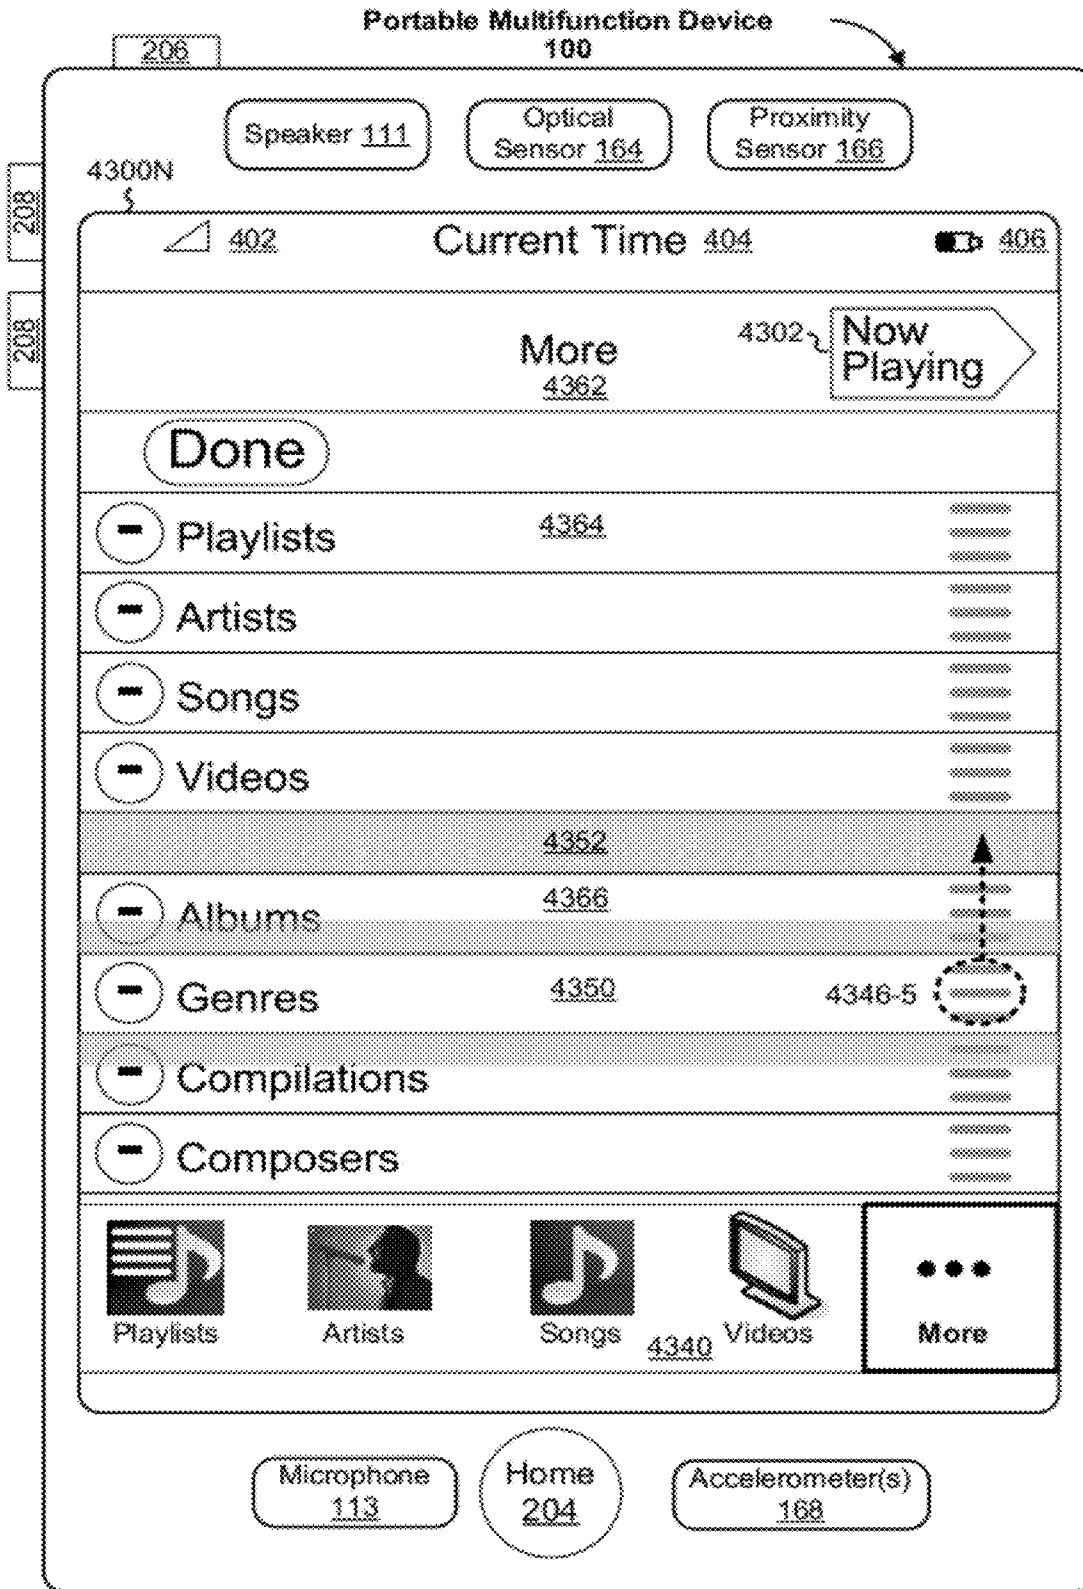 Portable Multifunction Device
100
206
Speaker 111
Optical
Sensor 164
Proximity
Sensor 166
4300N
208
208
402
Current Time 404
406
More
4362
4302
Now
Playing
Done
Playlists
4364
Artists
Songs
Videos
4352
Albums
4366
Genres
4350
4346-5
Compilations
Composers
Playlists
Artists
Songs
4340
Videos
More
Microphone
113
Home
204
Accelerometer(s)
168